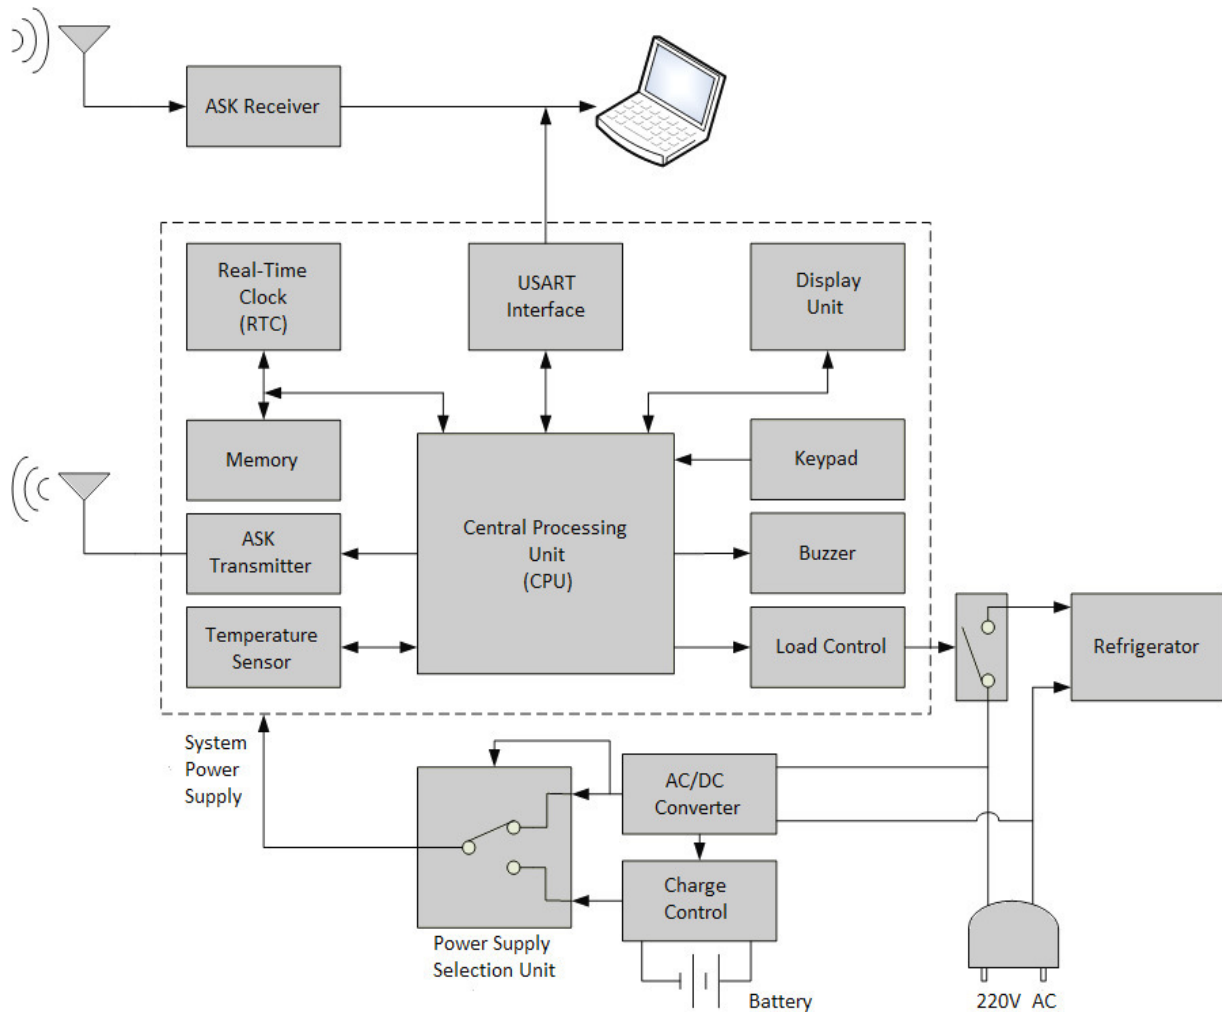 ASK Receiver
Real-Time
Clock
(RTC)
USART
Interface
Display
Unit
Memory
Keypad
ASK
Transmitter
Central Processing
Unit
(CPU)
Buzzer
Temperature
Sensor
Load Control
Refrigerator
System
Power
Supply
AC/DC
Converter
Charge
Control
Power Supply
Selection Unit
Battery
220V AC